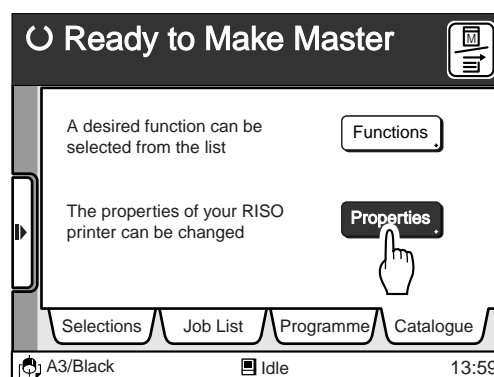 Ready to Make Master
M
A desired function can be
selected from the list
Functions
The properties of your RISO
printer can be changed
Properties
Selections
Job List
Programme
Catalogue
A3/Black
Idle
13:59